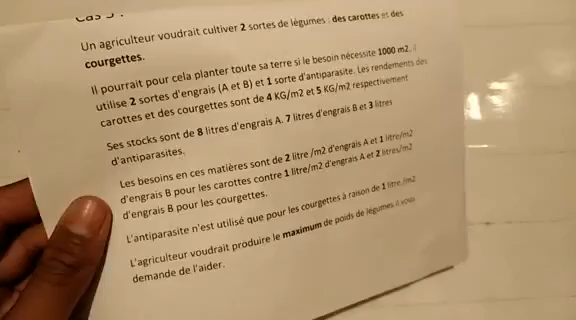 Cas 3 :
Un agriculteur voudrait cultiver 2 sortes de légumes : des carottes et des
courgettes.
Il pourrait pour cela planter toute sa terre si le besoin nécessite 1000 m2. il
utilise 2 sortes d'engrais (A et B) et 1 sorte d'antiparasite. Les rendements des
carottes et des courgettes sont de 4 KG/m2 et 5 KG/m2 respectivement
Ses stocks sont de 8 litres d'engrais A. 7 litres d'engrais B et 3 litres
d'antiparasites.
Les besoins en ces matières sont de 2 litre /m2 d'engrais A et 1 litre/m2
d'engrais B pour les carottes contre 1 litre/m2 d'engrais A et 2 litres/m2
d'engrais B pour les courgettes.
L'antiparasite n'est utilisé que pour les courgettes à raison de 1 litre /m2
L'agriculteur voudrait produire le maximum de poids de légumes. il vous
demande de l'aider.